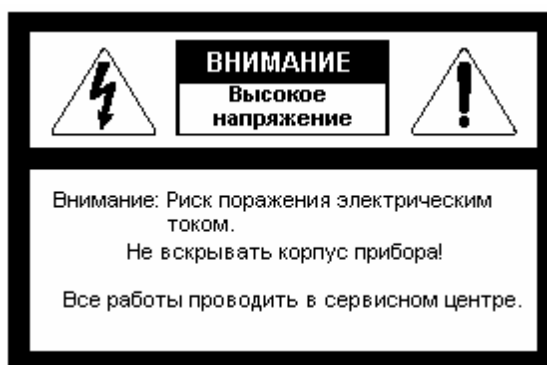 ВНИМАНИЕ
Высокое
напряжение
Внимание: Риск поражения электрическим
током.
Не вскрывать корпус прибора!
Все работы проводить в сервисном центре.